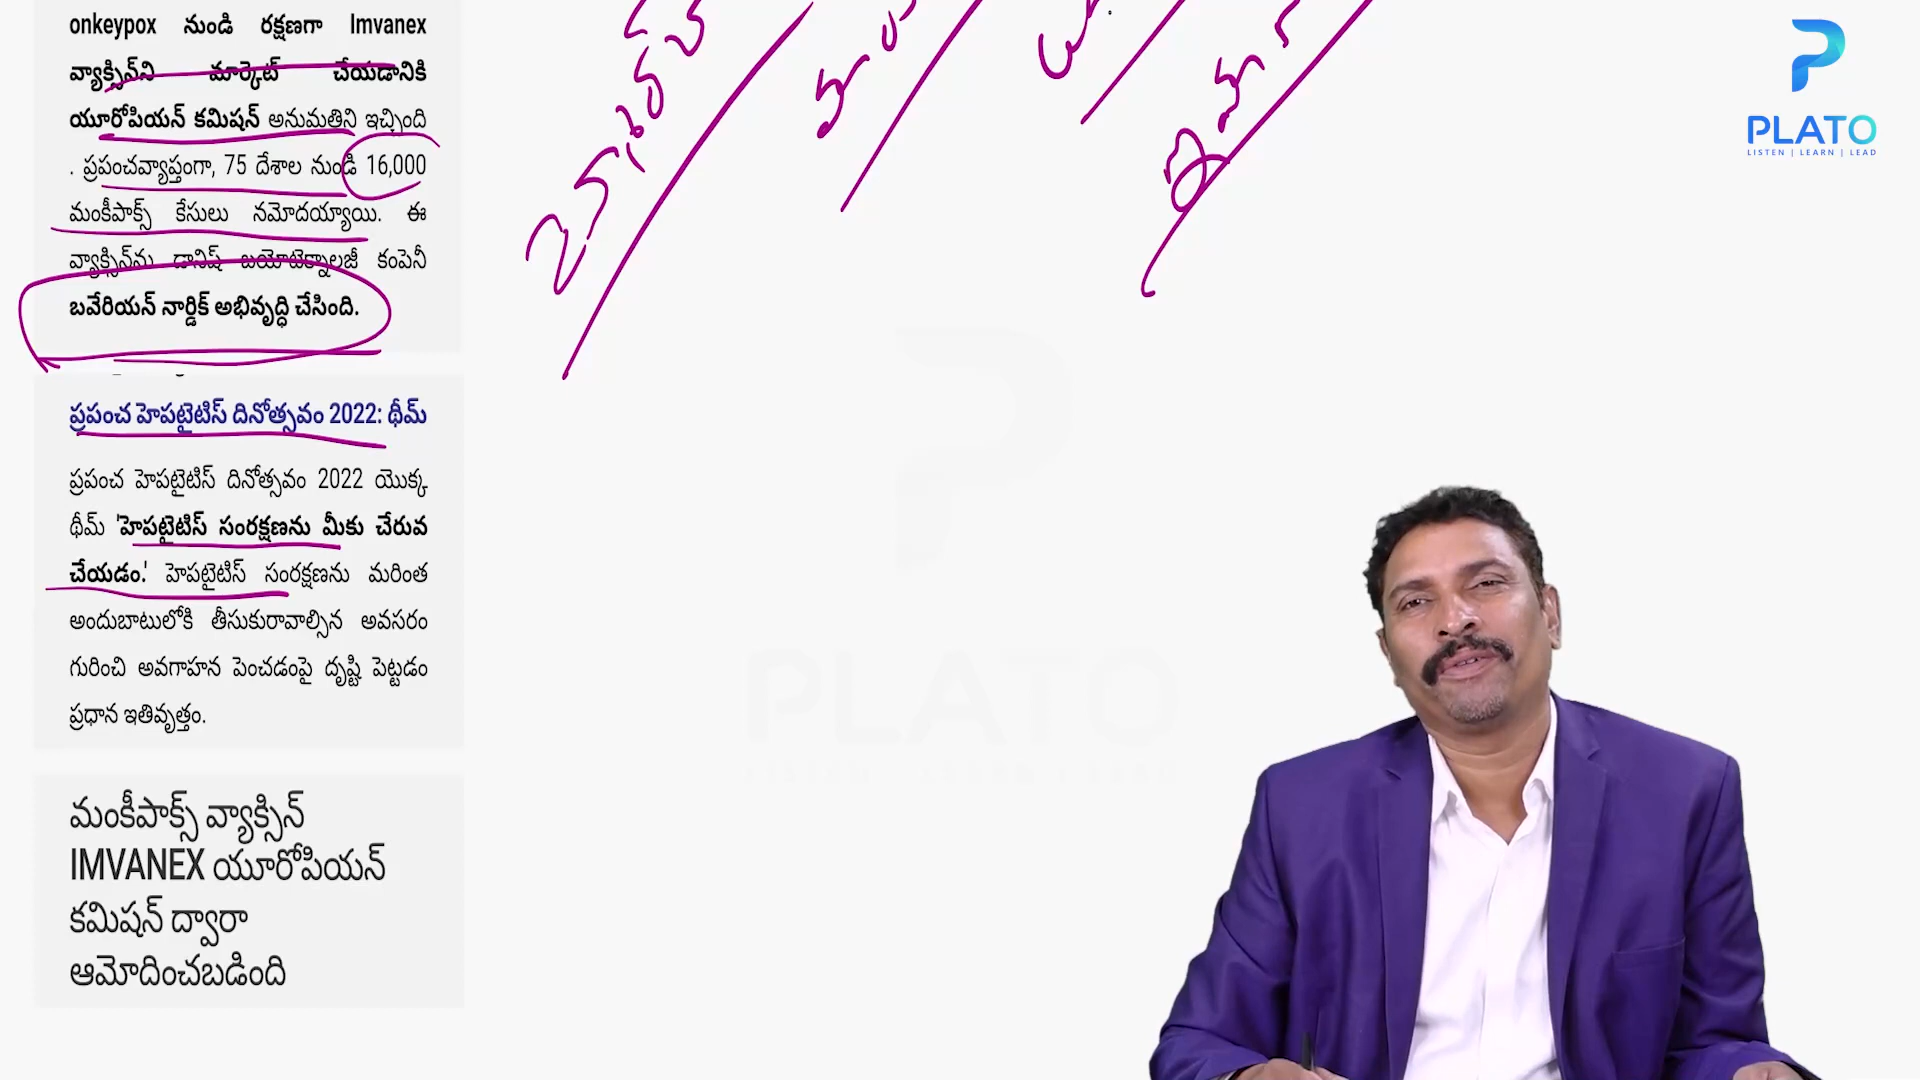 onkeypox నుండి రక్షణగా Imvanex
వ్యాక్సిన్‌ని మార్కెట్ చేయడానికి
యూరోపియన్ కమిషన్ అనుమతిని ఇచ్చింది
. ప్రపంచవ్యాప్తంగా, 75 దేశాల నుండి 16,000
మంకీపాక్స్ కేసులు నమోదయ్యాయి. ఈ
వ్యాక్సిన్‌ను డానిష్ బయోటెక్నాలజీ కంపెనీ
బవేరియన్ నార్డిక్ అభివృద్ధి చేసింది.
ప్రపంచ హెపటైటిస్ దినోత్సవం 2022: థీమ్
ప్రపంచ హెపటైటిస్ దినోత్సవం 2022 యొక్క
థీమ్ 'హెపటైటిస్ సంరక్షణను మీకు చేరువ
చేయడం.' హెపటైటిస్ సంరక్షణను మరింత
అందుబాటులోకి తీసుకురావాల్సిన అవసరం
గురించి అవగాహన పెంచడంపై దృష్టి పెట్టడం
ప్రధాన ఇతివృత్తం.
మంకీపాక్స్ వ్యాక్సిన్
IMVANEX యూరోపియన్
కమిషన్ ద్వారా
ఆమోదించబడింది
PLATO
LISTEN | LEARN | LEAD
PLATO